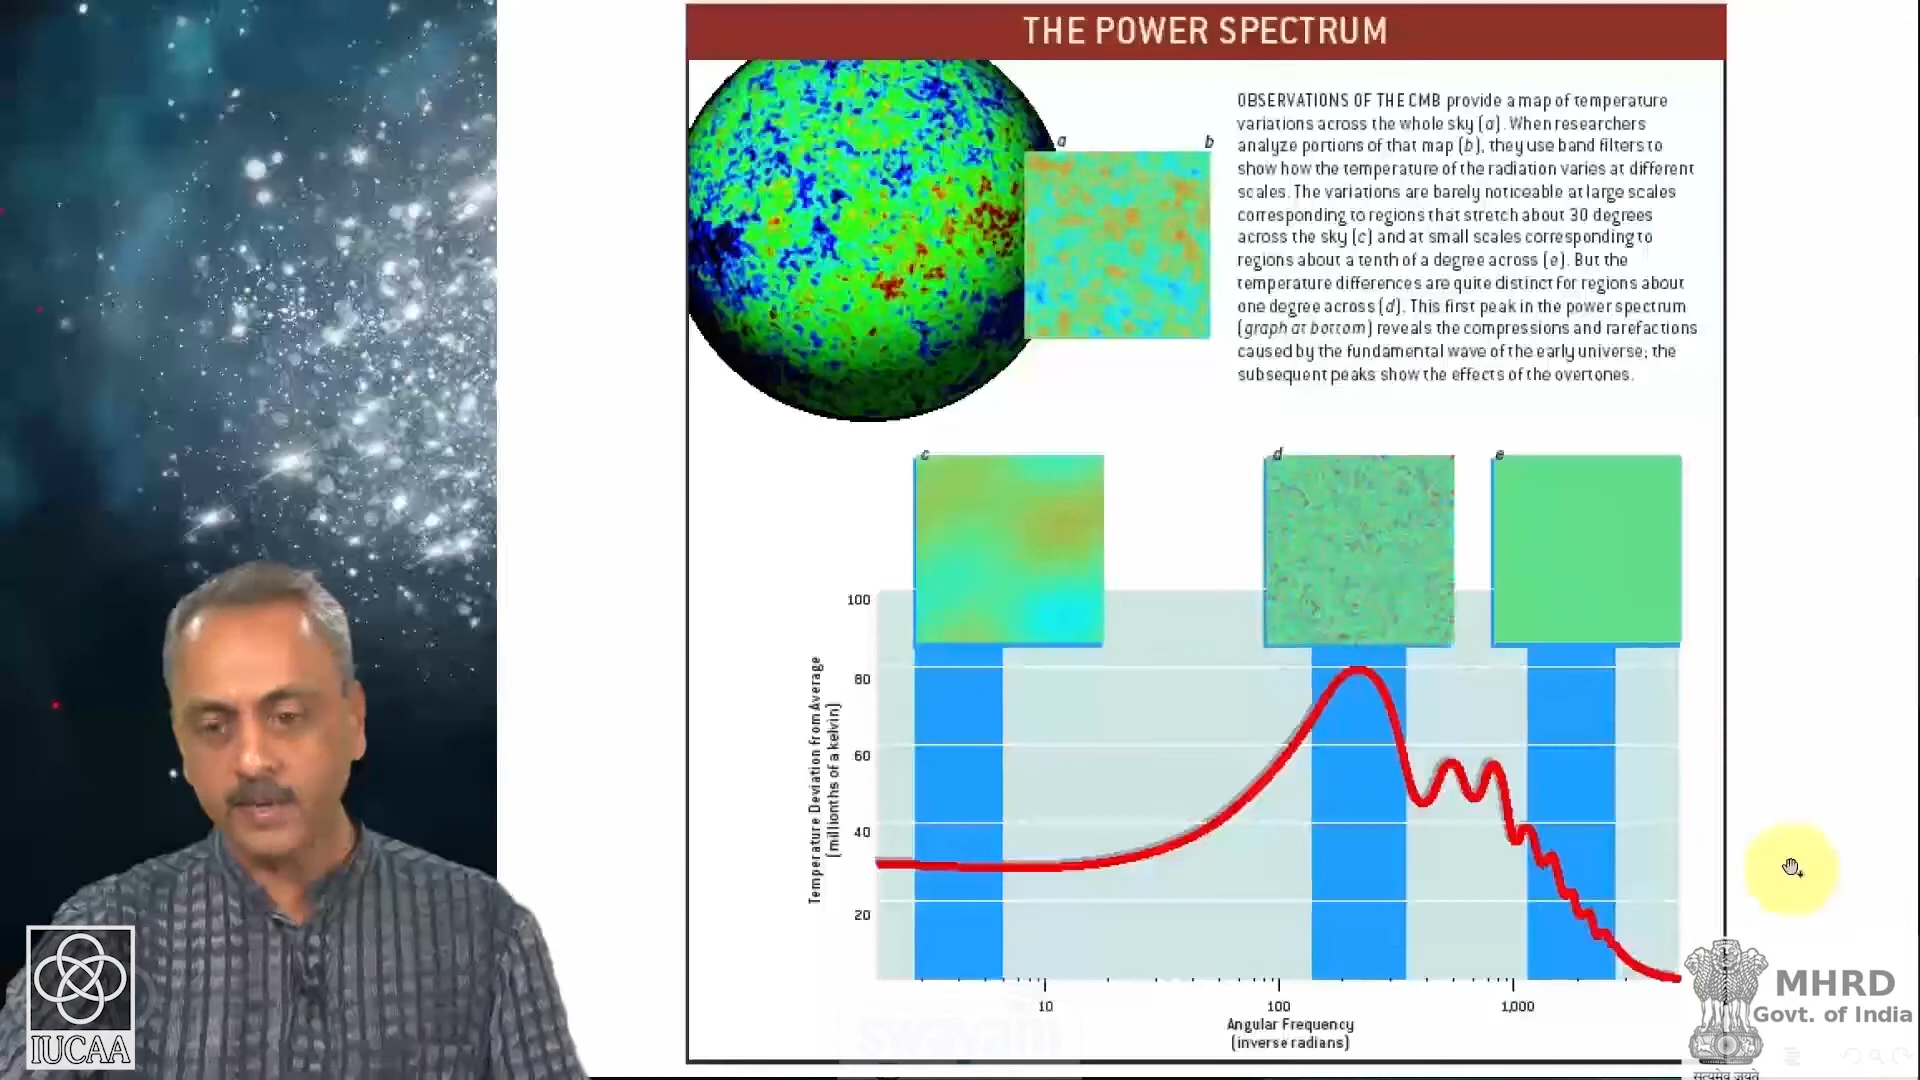 THE POWER SPECTRUM
a
b
OBSERVATIONS OF THE CMB provide a map of temperature
variations across the whole sky (a). When researchers
analyze portions of that map (b), they use band filters to
show how the temperature of the radiation varies at different
scales. The variations are barely noticeable at large scales
corresponding to regions that stretch about 30 degrees
across the sky (c) and at small scales corresponding to
regions about a tenth of a degree across (e). But the
temperature differences are quite distinct for regions about
one degree across (d). This first peak in the power spectrum
(graph at bottom) reveals the compressions and rarefactions
caused by the fundamental wave of the early universe; the
subsequent peaks show the effects of the overtones.
c
d
e
100
80
60
40
20
Temperature Deviation from Average
(millionths of a kelvin)
10
100
1,000
Angular Frequency
(inverse radians)
swayam
IUCAA
MHRD
Govt. of India
सत्यमेव जयते